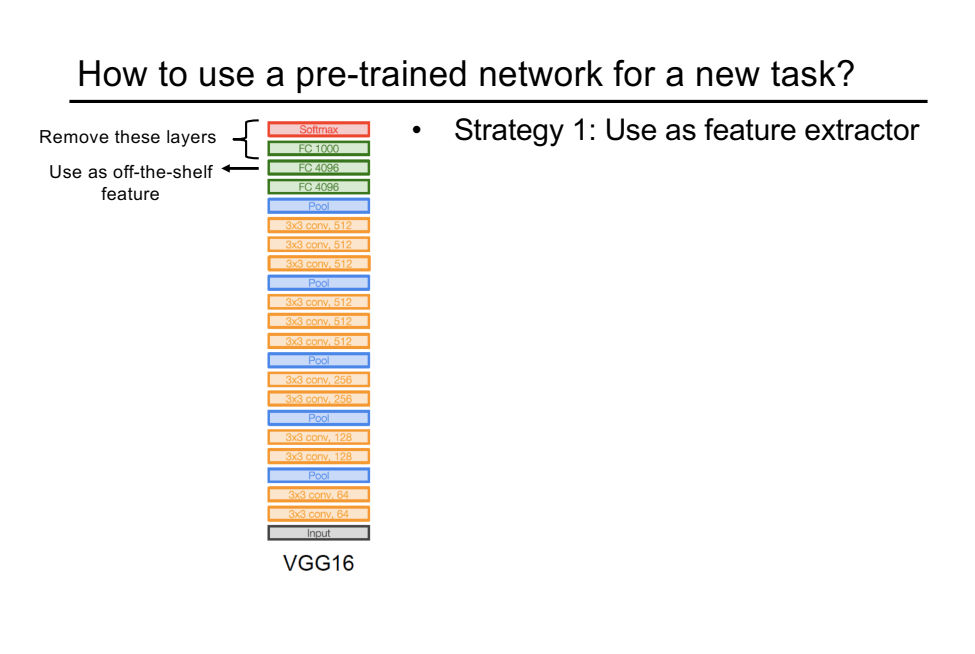 How to use a pre-trained network for a new task?
Remove these layers
Use as off-the-shelf
feature
Softmax
FC 1000
FC 4096
FC 4096
Pool
3x3 conv, 512
3x3 conv, 512
3x3 conv, 512
Pool
3x3 conv, 512
3x3 conv, 512
3x3 conv, 512
Pool
3x3 conv, 256
3x3 conv, 256
Pool
3x3 conv, 128
3x3 conv, 128
Pool
3x3 conv, 64
3x3 conv, 64
Input
VGG16
• Strategy 1: Use as feature extractor